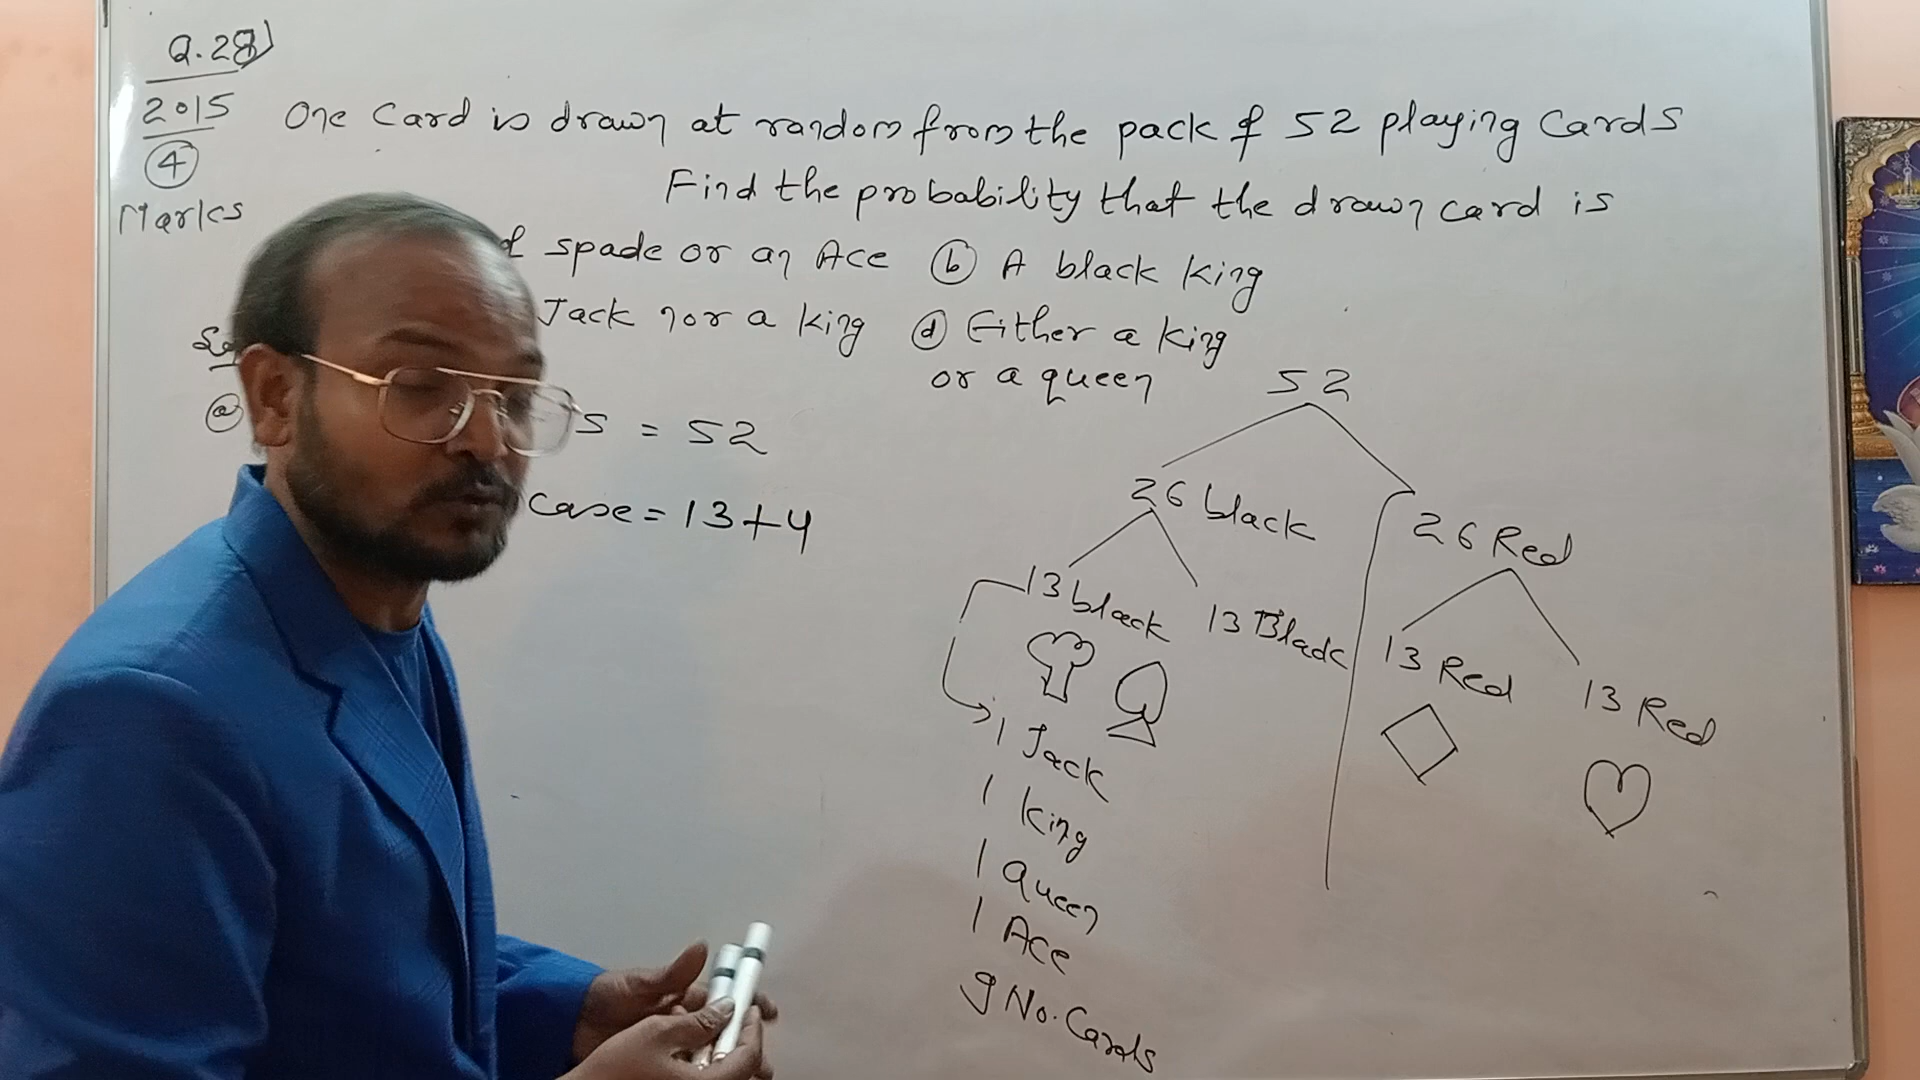 Q.28)
2015
4
Marks
One Card is drawn at random from the pack of 52 playing Cards
Find the probability that the drawn card is
spade or an Ace (b) A black King
Jack nor a king (d) Either a king
or a queen
(a)
s = 52
case = 13+4
52
26 black
26 Red
13 black
13 Black
13 Red
13 Red
1 Jack
1 King
1 Queen
1 Ace
9 No. Cards